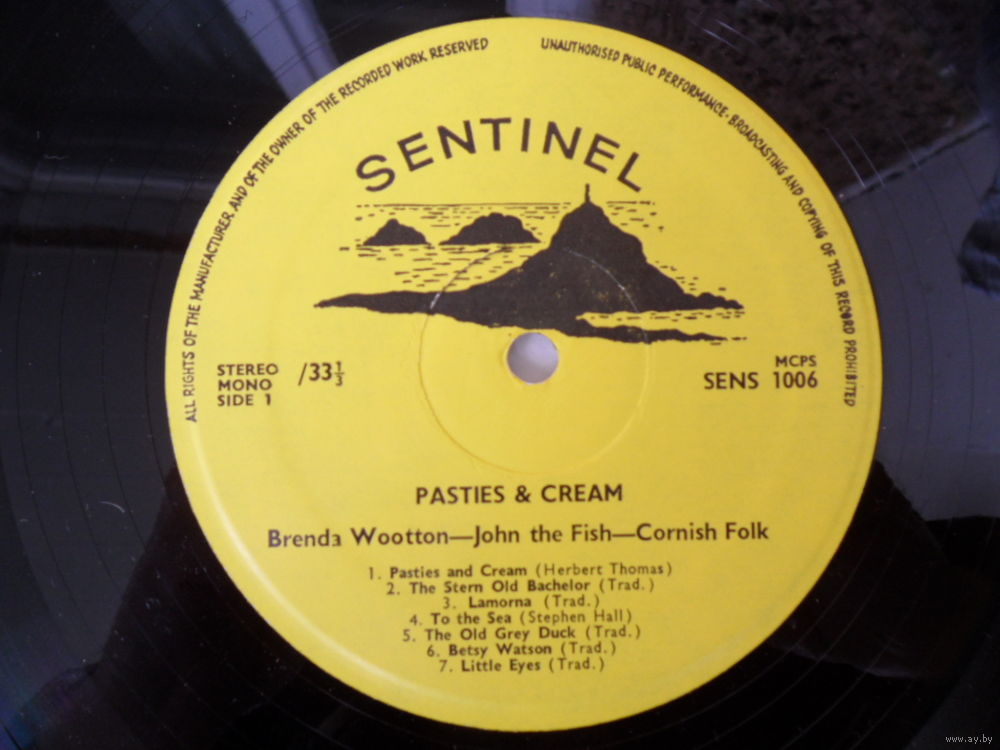 ALL RIGHTS OF THE MANUFACTURER AND OF THE OWNER OF THE RECORDED WORK RESERVED
UNAUTHORISED PUBLIC PERFORMANCE · BROADCASTING AND COPYING OF THIS RECORD PROHIBITED
SENTINEL
STEREO
MONO /33⅓
SIDE 1
MCPS
SENS 1006
PASTIES & CREAM
Brenda Wootton—John the Fish—Cornish Folk
1. Pasties and Cream (Herbert Thomas)
2. The Stern Old Bachelor (Trad.)
3. Lamorna (Trad.)
4. To the Sea (Stephen Hall)
5. The Old Grey Duck (Trad.)
6. Betsy Watson (Trad.)
7. Little Eyes (Trad.)
www.ay.by